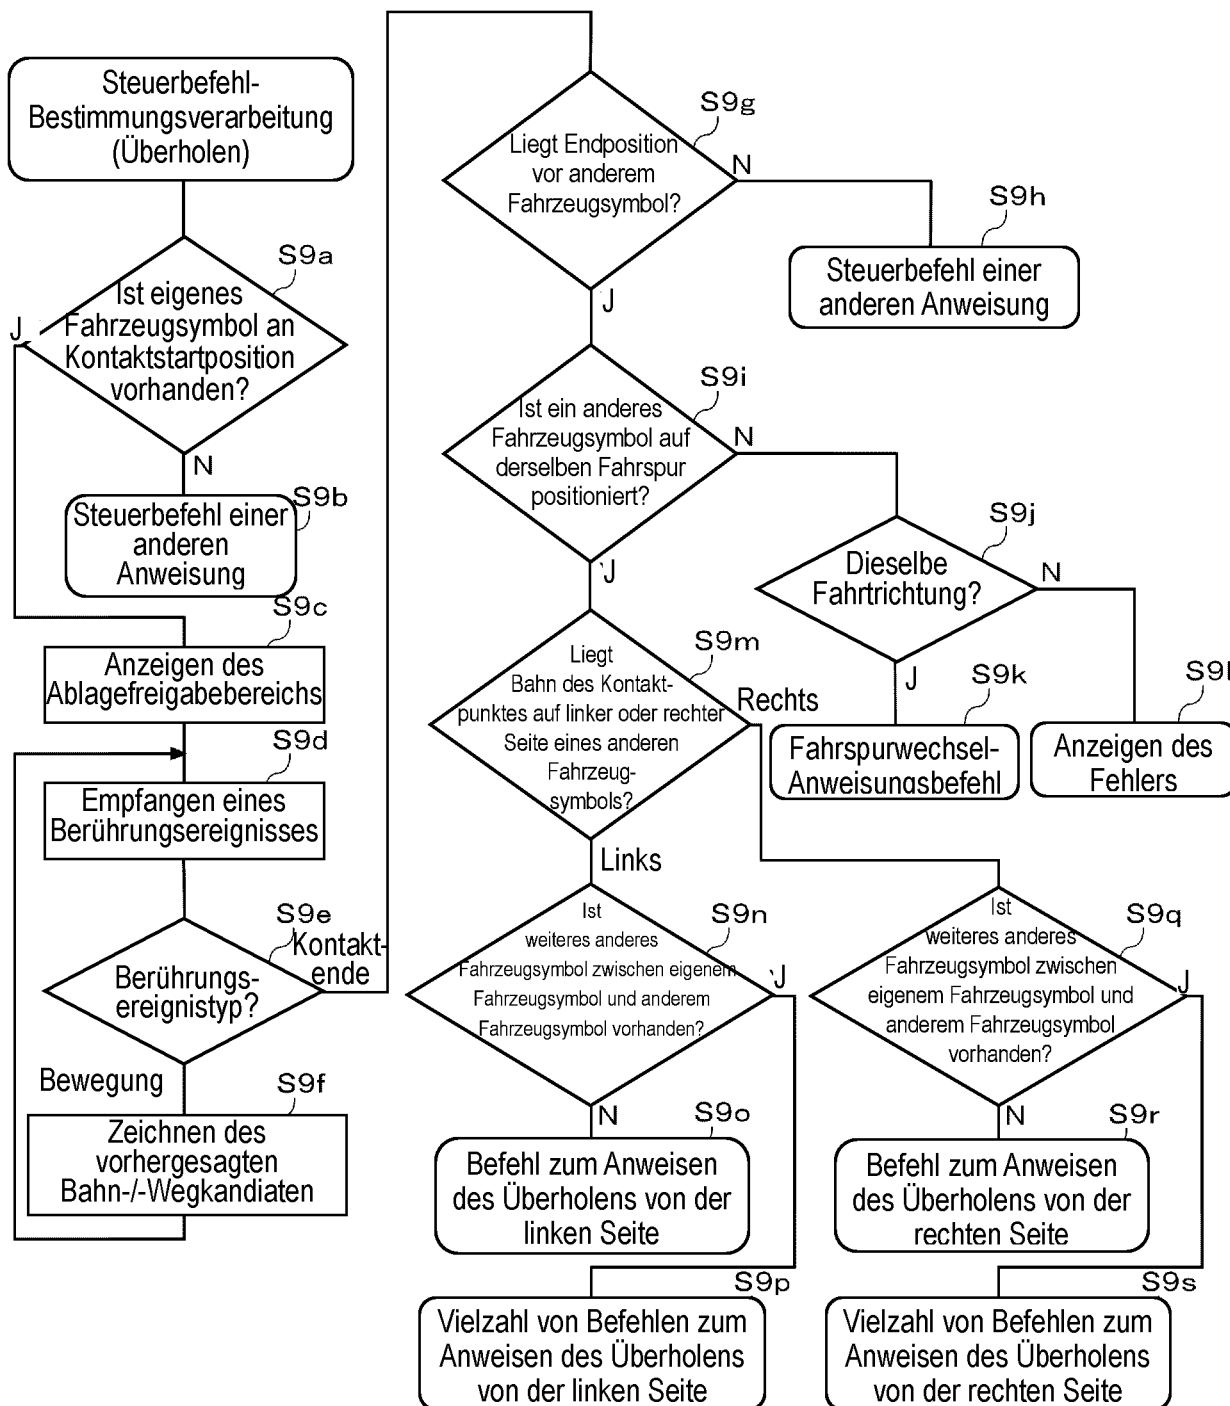 Steuerbefehl-
Bestimmungsverarbeitung
(Überholen)
S9a
Ist eigenes
Fahrzeugsymbol an
Kontaktstartposition
vorhanden?
J
N
S9b
Steuerbefehl einer
anderen
Anweisung
S9c
Anzeigen des
Ablagefreigabebereichs
S9d
Empfangen eines
Berührungsereignisses
S9e
Kontakt-
ende
Berührungs-
ereignistyp?
Bewegung
S9f
Zeichnen des
vorhergesagten
Bahn-/-Wegkandiaten
S9g
Liegt Endposition
vor anderem
Fahrzeugsymbol?
N
J
S9h
Steuerbefehl einer
anderen Anweisung
S9i
Ist ein anderes
Fahrzeugsymbol auf
derselben Fahrspur
positioniert?
N
J
S9j
Dieselbe
Fahrtrichtung?
N
J
S9k
Fahrspurwechsel-
Anweisungsbefehl
S9l
Anzeigen des
Fehlers
S9m
Liegt
Bahn des Kontakt-
punktes auf linker oder rechter
Seite eines anderen
Fahrzeug-
symbols?
Rechts
Links
S9n
Ist
weiteres anderes
Fahrzeugsymbol zwischen eigenem
Fahrzeugsymbol und anderem
Fahrzeugsymbol vorhanden?
J
N
S9o
Befehl zum Anweisen
des Überholens von der
linken Seite
S9p
Vielzahl von Befehlen zum
Anweisen des Überholens
von der linken Seite
S9q
Ist
weiteres anderes
Fahrzeugsymbol zwischen
eigenem Fahrzeugsymbol und
anderem Fahrzeugsymbol
vorhanden?
J
N
S9r
Befehl zum Anweisen
des Überholens von der
rechten Seite
S9s
Vielzahl von Befehlen zum
Anweisen des Überholens
von der rechten Seite